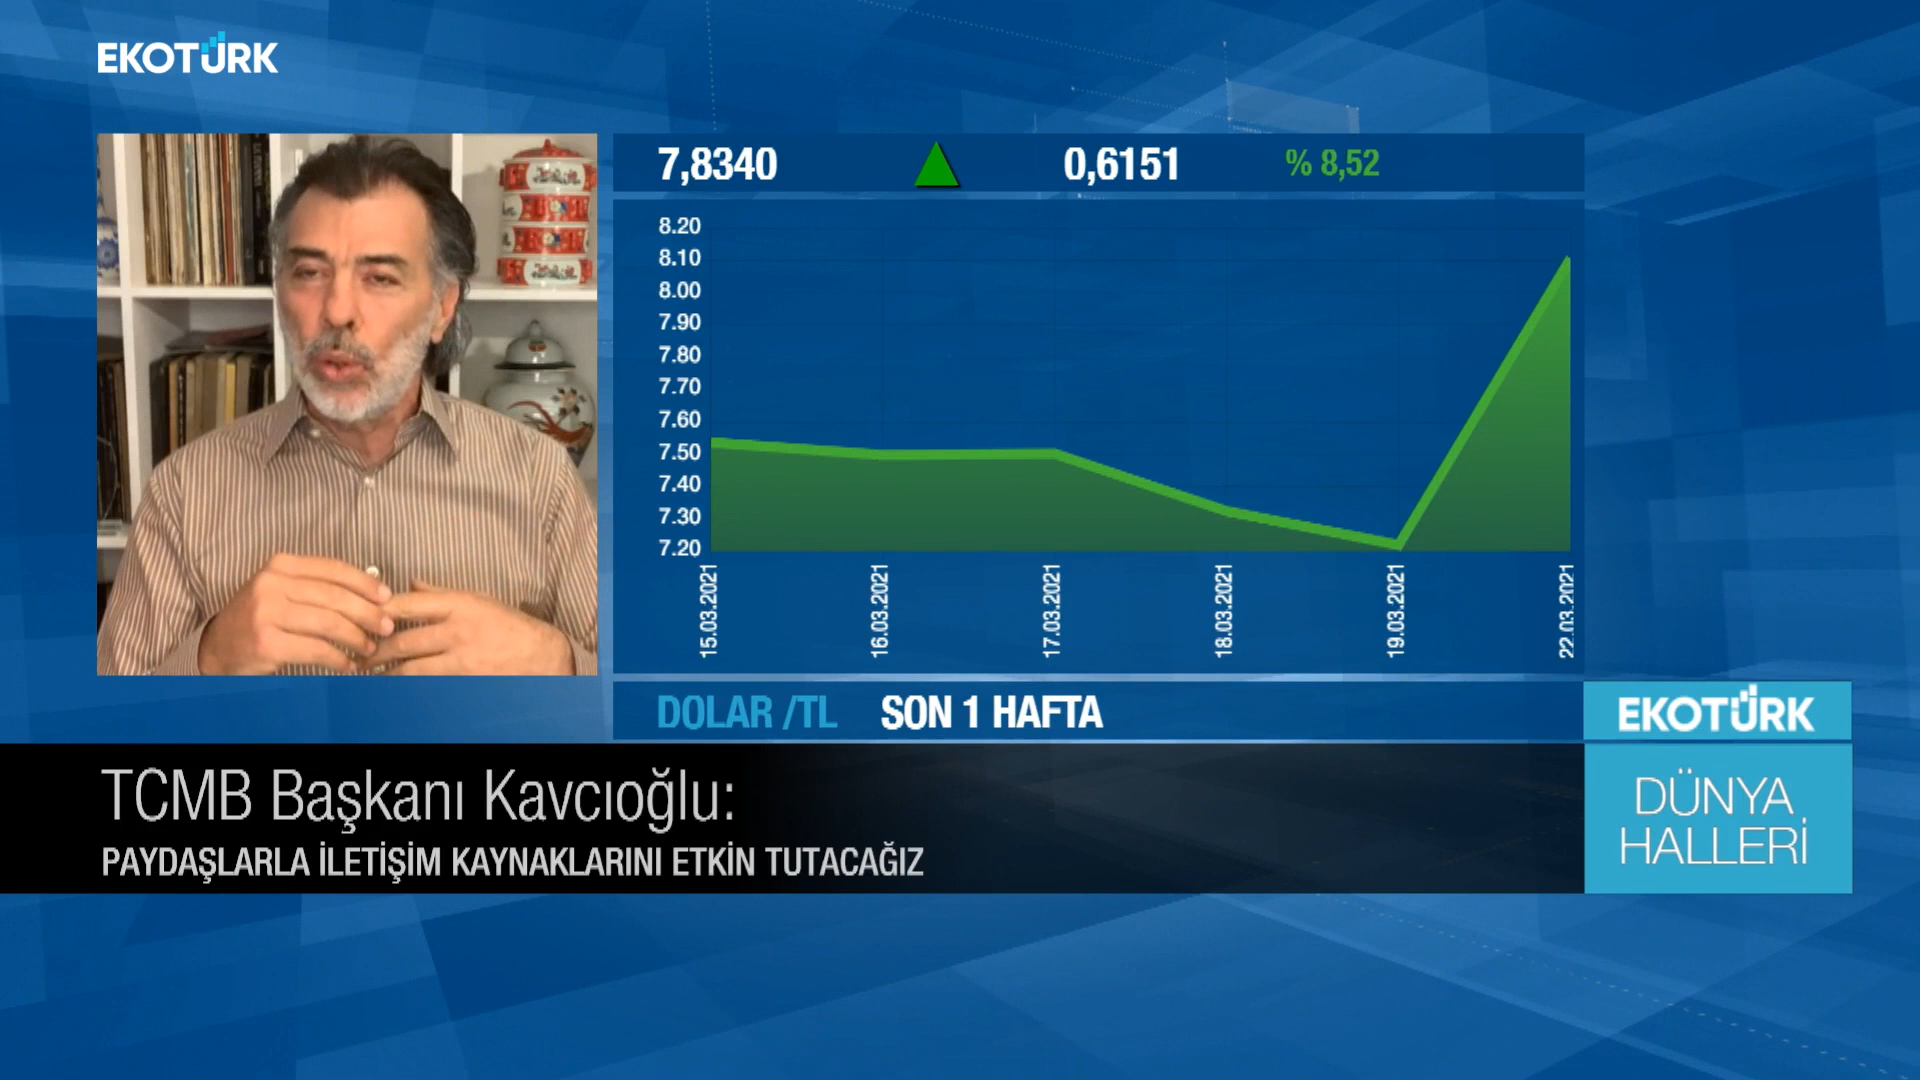 EKOTÜRK
7,8340 0,6151 % 8,52
8.20
8.10
8.00
7.90
7.80
7.70
7.60
7.50
7.40
7.30
7.20
15.03.2021
16.03.2021
17.03.2021
18.03.2021
19.03.2021
22.03.2021
DOLAR /TL SON 1 HAFTA
EKOTÜRK
TCMB Başkanı Kavcıoğlu:
PAYDAŞLARLA İLETİŞİM KAYNAKLARINI ETKİN TUTACAĞIZ
DÜNYA
HALLERİ